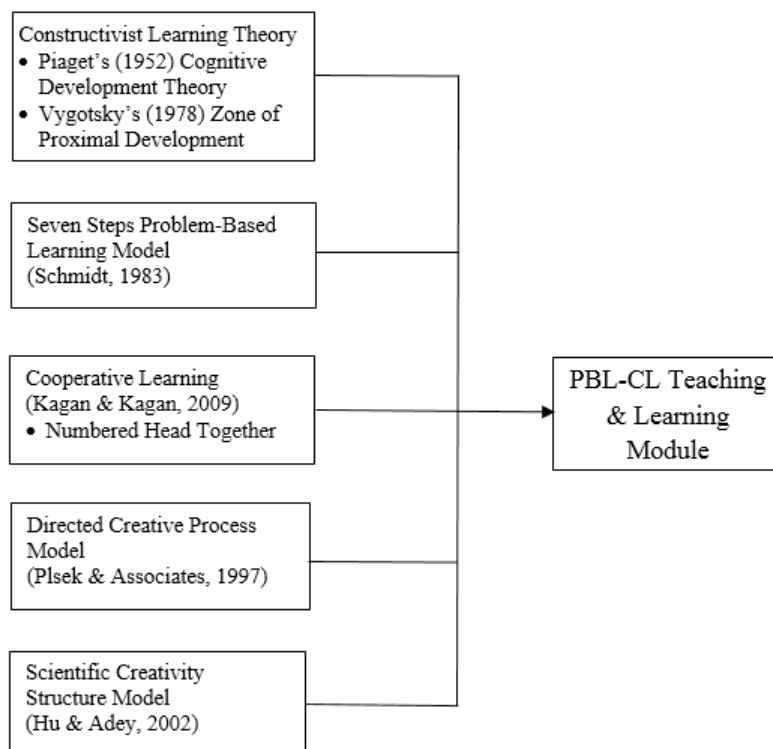 Constructivist Learning Theory
• Piaget's (1952) Cognitive
Development Theory
• Vygotsky's (1978) Zone of
Proximal Development
Seven Steps Problem-Based
Learning Model
(Schmidt, 1983)
Cooperative Learning
(Kagan & Kagan, 2009)
• Numbered Head Together
Directed Creative Process
Model
(Plsek & Associates, 1997)
Scientific Creativity
Structure Model
(Hu & Adey, 2002)
PBL-CL Teaching
& Learning
Module